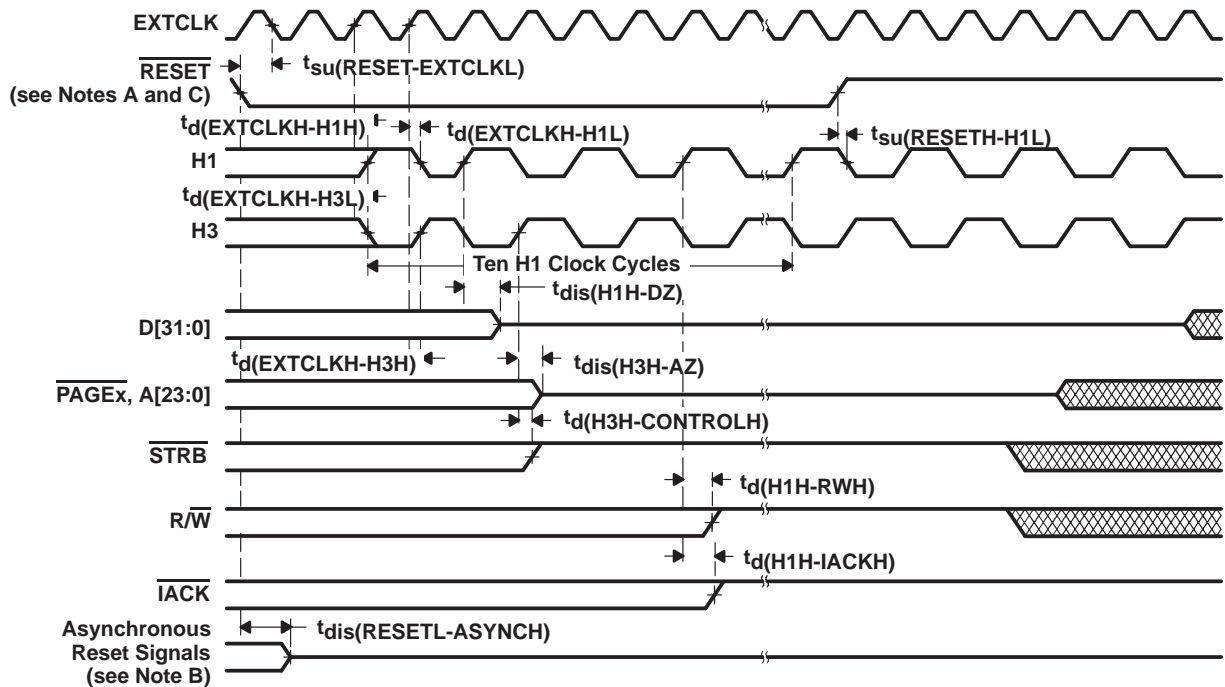 EXTCLK
tsu(RESET-EXTCLKL)
RESET
(see Notes A and C)
td(EXTCLKH-H1H)
td(EXTCLKH-H1L)
tsu(RESETH-H1L)
H1
td(EXTCLKH-H3L)
H3
Ten H1 Clock Cycles
tdis(H1H-DZ)
D[31:0]
td(EXTCLKH-H3H)
tdis(H3H-AZ)
PAGEx, A[23:0]
td(H3H-CONTROLH)
STRB
td(H1H-RWH)
R/W
td(H1H-IACKH)
IACK
Asynchronous
Reset Signals
(see Note B)
tdis(RESETL-ASYNCH)